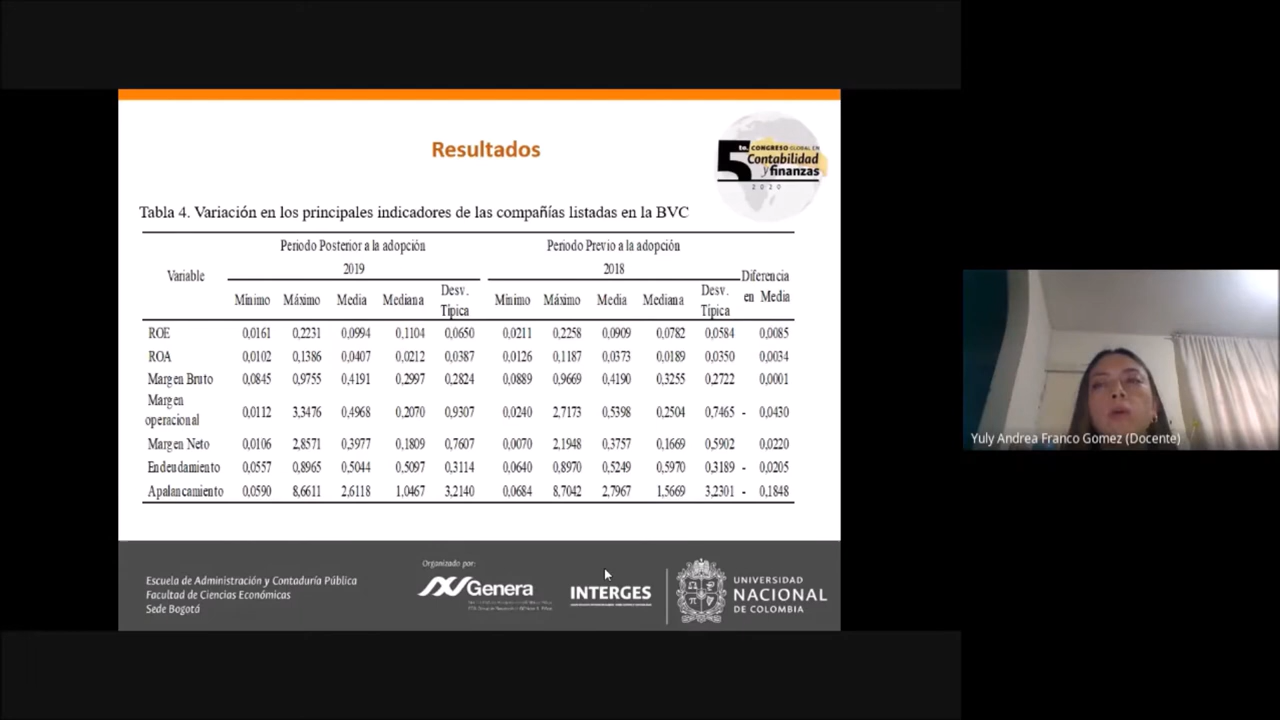 Resultados
5to. CONGRESO GLOBAL EN
Contabilidad
y finanzas
2020
Tabla 4. Variación en los principales indicadores de las compañías listadas en la BVC
Periodo Posterior a la adopción Periodo Previo a la adopción
Variable 2019 2018 Diferencia en Media
Mínimo Máximo Media Mediana Desv. Típica Mínimo Máximo Media Mediana Desv. Típica
ROE 0,0161 0,2231 0,0994 0,1104 0,0650 0,0211 0,2258 0,0909 0,0782 0,0584 0,0085
ROA 0,0102 0,1386 0,0407 0,0212 0,0387 0,0126 0,1187 0,0373 0,0189 0,0350 0,0034
Margen Bruto 0,0845 0,9755 0,4191 0,2997 0,2824 0,0889 0,9669 0,4190 0,3255 0,2722 0,0001
Margen operacional 0,0112 3,3476 0,4968 0,2070 0,9307 0,0240 2,7173 0,5398 0,2504 0,7465 - 0,0430
Margen Neto 0,0106 2,8571 0,3977 0,1809 0,7607 0,0070 2,1948 0,3757 0,1669 0,5902 0,0220
Endeudamiento 0,0557 0,8965 0,5044 0,5097 0,3114 0,0640 0,8970 0,5249 0,5970 0,3189 - 0,0205
Apalancamiento 0,0590 8,6611 2,6118 1,0467 3,2140 0,0684 8,7042 2,7967 1,5669 3,2301 - 0,1848
Yuly Andrea Franco Gomez (Docente)
Escuela de Administración y Contaduría Pública
Facultad de Ciencias Económicas
Sede Bogotá
Organizado por:
Genera
INTERGES
UNIVERSIDAD
NACIONAL
DE COLOMBIA